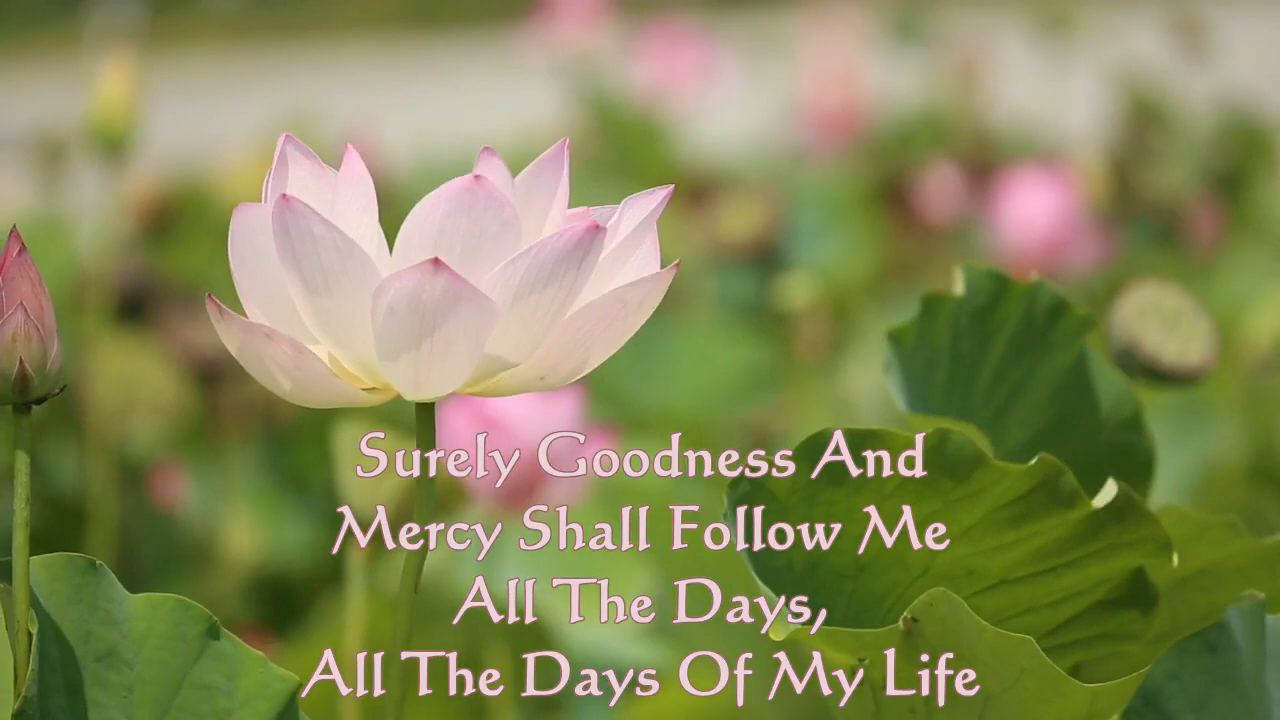 Surely Goodness And
Mercy Shall Follow Me
All The Days,
All The Days Of My Life